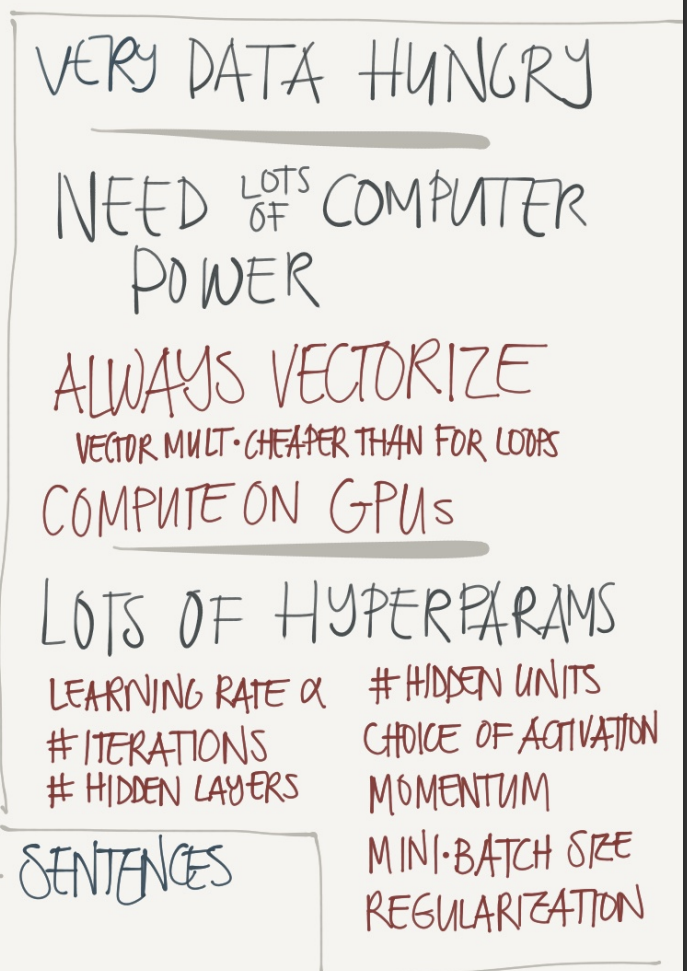 VERY DATA HUNGRY
NEED LOTS OF COMPUTER
POWER
ALWAYS VECTORIZE
VECTOR MULT·CHEAPER THAN FOR LOOPS
COMPUTE ON GPUs
LOTS OF HYPERPARAMS
LEARNING RATE α
# ITERATIONS
# HIDDEN LAYERS
# HIDDEN UNITS
CHOICE OF ACTIVATION
MOMENTUM
MINI·BATCH SIZE
REGULARIZATION
SENTENCES